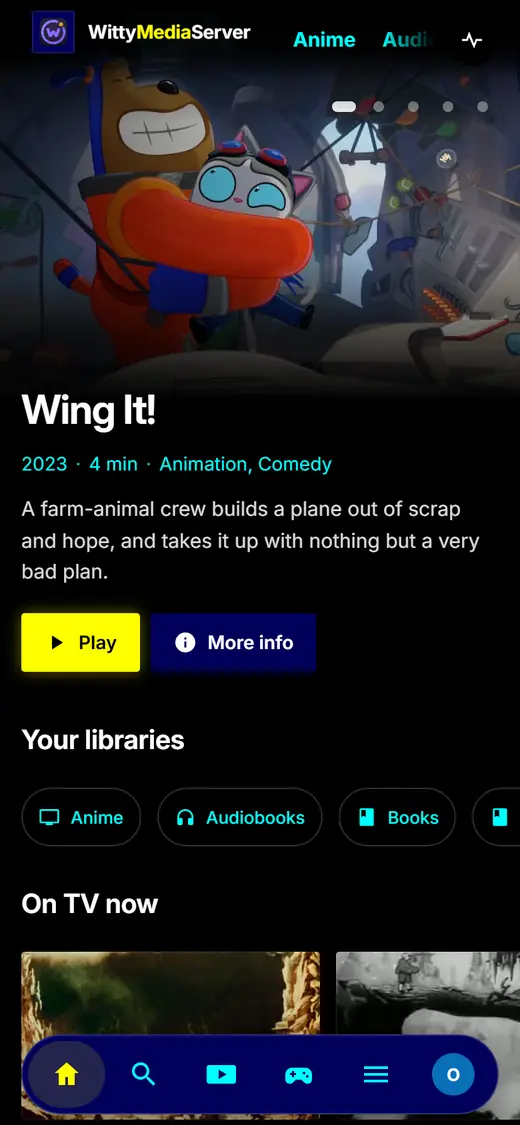 WittyMediaServer
Anime
Wing It!
2023 · 4 min · Animation, Comedy
A farm-animal crew builds a plane out of scrap
and hope, and takes it up with nothing but a very
bad plan.
Play
More info
Your libraries
Anime
Audiobooks
Books
On TV now
O